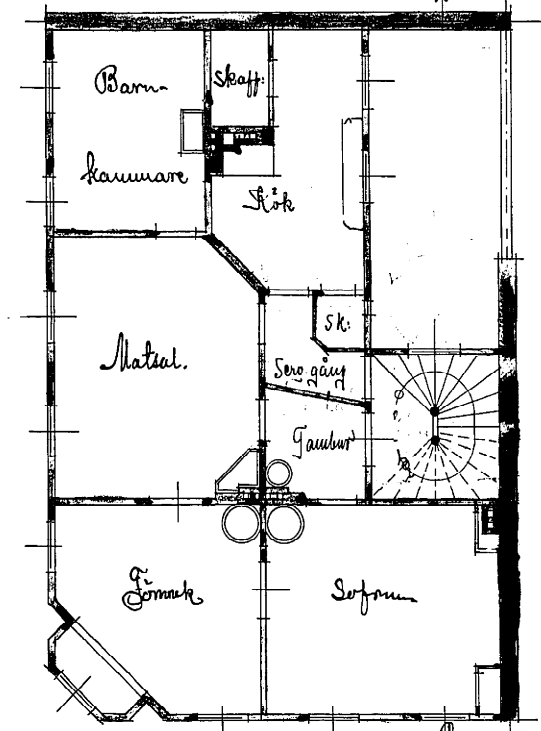 Barn-
Skaff:
kammare
Kök
Sk:
Matsal.
Serv. gång
Tambur
Förmak
Sofrum